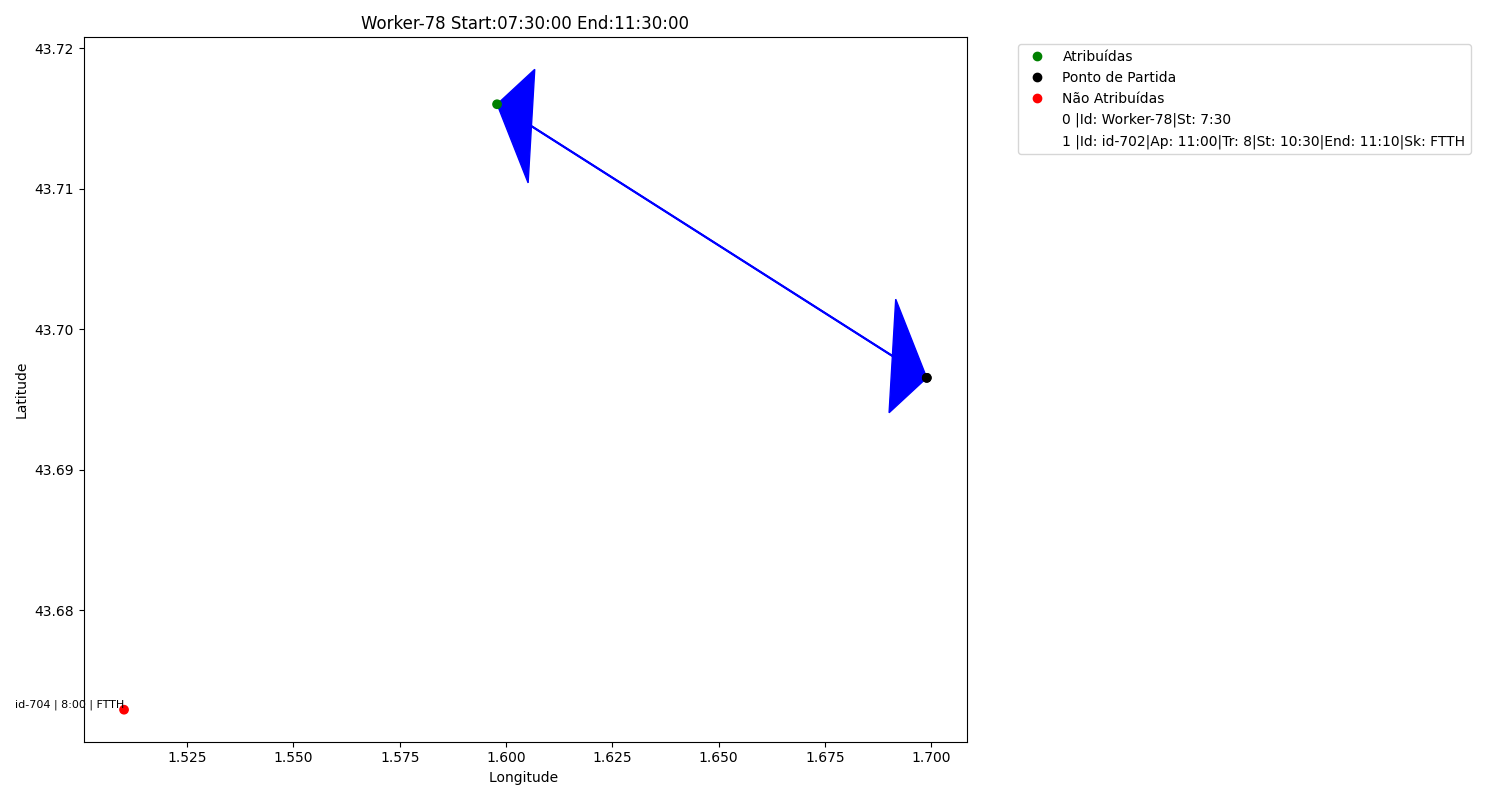 Worker-78 Start:07:30:00 End:11:30:00
43.72
43.71
43.70
43.69
43.68
Latitude
id-704 | 8:00 | FTTH
1.525
1.550
1.575
1.600
1.625
1.650
1.675
1.700
Longitude
Atribuídas
Ponto de Partida
Não Atribuídas
0 |Id: Worker-78|St: 7:30
1 |Id: id-702|Ap: 11:00|Tr: 8|St: 10:30|End: 11:10|Sk: FTTH